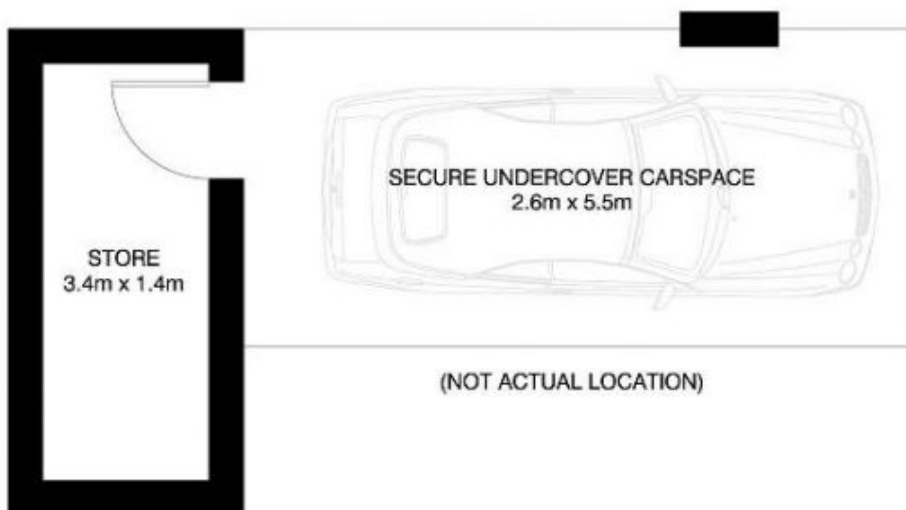 SECURE UNDERCOVER CARSPACE
2.6m x 5.5m
STORE
3.4m x 1.4m
(NOT ACTUAL LOCATION)